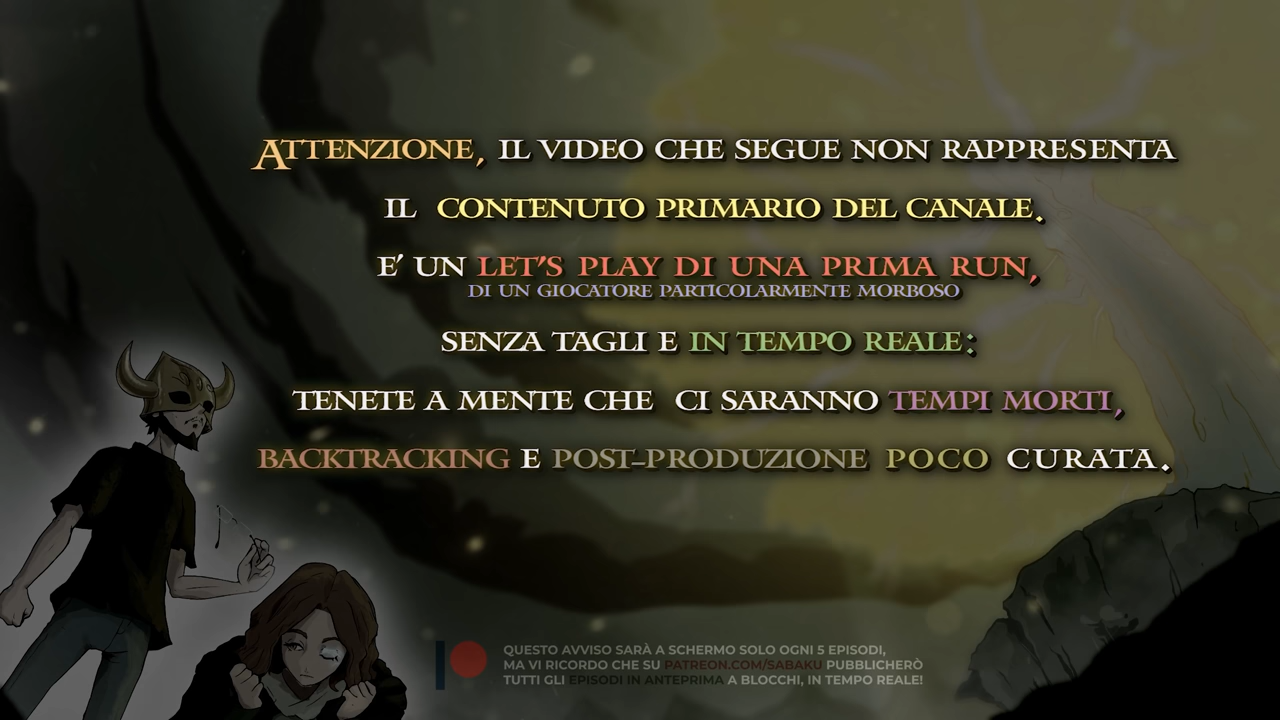 ATTENZIONE, IL VIDEO CHE SEGUE NON RAPPRESENTA
IL CONTENUTO PRIMARIO DEL CANALE.
E' UN LET'S PLAY DI UNA PRIMA RUN,
DI UN GIOCATORE PARTICOLARMENTE MORBOSO
SENZA TAGLI E IN TEMPO REALE:
TENETE A MENTE CHE CI SARANNO TEMPI MORTI,
BACKTRACKING E POST-PRODUZIONE POCO CURATA.
QUESTO AVVISO SARÀ A SCHERMO SOLO OGNI 5 EPISODI,
MA VI RICORDO CHE SU PATREON.COM/SABAKU PUBBLICHERÒ
TUTTI GLI EPISODI IN ANTEPRIMA A BLOCCHI, IN TEMPO REALE!